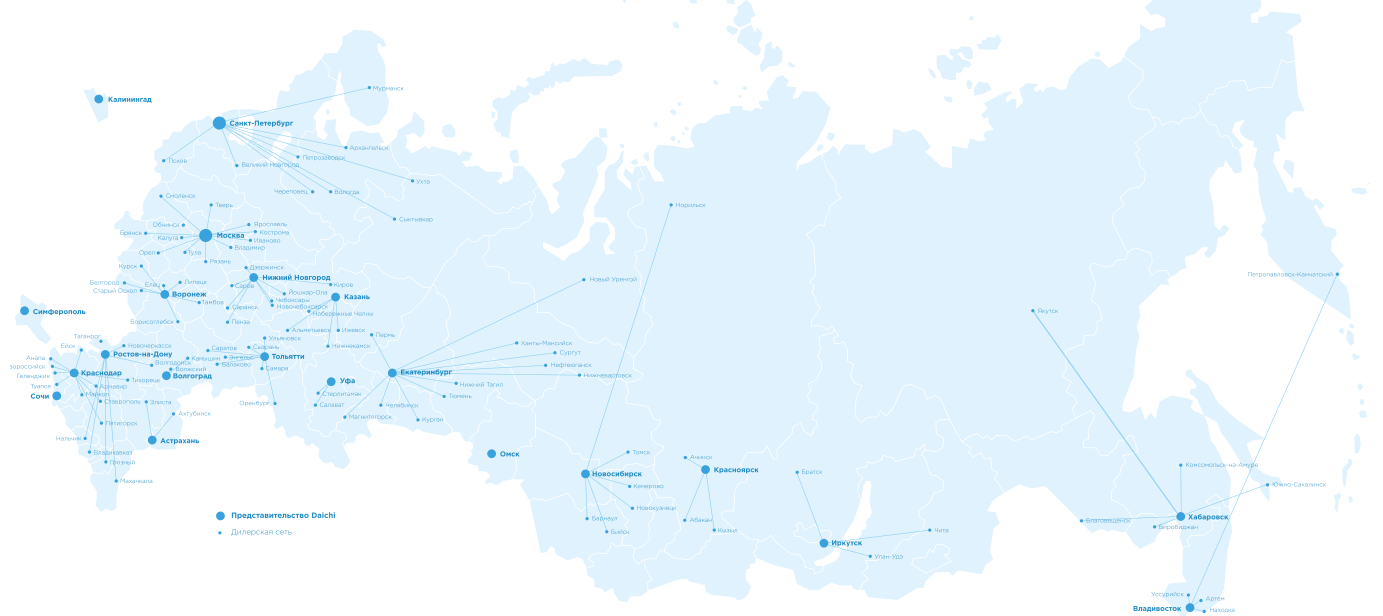 Мурманск
Калининград
Санкт-Петербург
Архангельск
Псков
Великий Новгород
Петрозаводск
Ухта
Череповец
Вологда
Смоленск
Тверь
Норильск
Сыктывкар
Обнинск
Ярославль
Брянск
Калуга
Москва
Кострома
Иваново
Владимир
Орел
Тула
Рязань
Курск
Дзержинск
Петропавловск-Камчатский
Нижний Новгород
Новый Уренгой
Белгород
Елец
Липецк
Саров
Киров
Старый Оскол
Воронеж
Йошкар-Ола
Казань
Тамбов
Чебоксары
Новочебоксарск
Саранск
Симферополь
Набережные Челны
Якутск
Борисоглебск
Пенза
Альметьевск
Ижевск
Пермь
Таганрог
Ульяновск
Ханты-Мансийск
Ейск
Новочеркасск
Саратов
Сызрань
Нижнекамск
Сургут
Ростов-на-Дону
Анапа
Камышин
Энгельс
Тольятти
Волгодонск
Балаково
Нефтеюганск
ороссийск
Волжский
Самара
Геленджик
Краснодар
Волгоград
Екатеринбург
Нижневартовск
Туапсе
Тихорецк
Уфа
Нижний Тагил
Армавир
Сочи
Майкоп
Стерлитамак
Тюмень
Ставрополь
Элиста
Оренбург
Салават
Челябинск
Ахтубинск
Магнитогорск
Курган
Пятигорск
Нальчик
Астрахань
Владикавказ
Омск
Томск
Ачинск
Грозный
Комсомольск-на-Амуре
Новосибирск
Красноярск
Братск
Махачкала
Кемерово
Южно-Сахалинск
Новокузнецк
Представительство Daichi
Барнаул
Абакан
Благовещенск
Хабаровск
Биробиджан
Дилерская сеть
Бийск
Кызыл
Чита
Иркутск
Улан-Удэ
Уссурийск
Артём
Владивосток
Находка